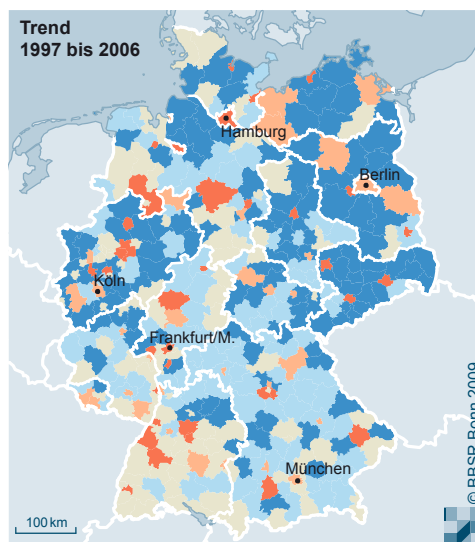 Trend
1997 bis 2006
Hamburg
Berlin
Köln
Frankfurt/M.
München
100 km
© BBSR Bonn 2009